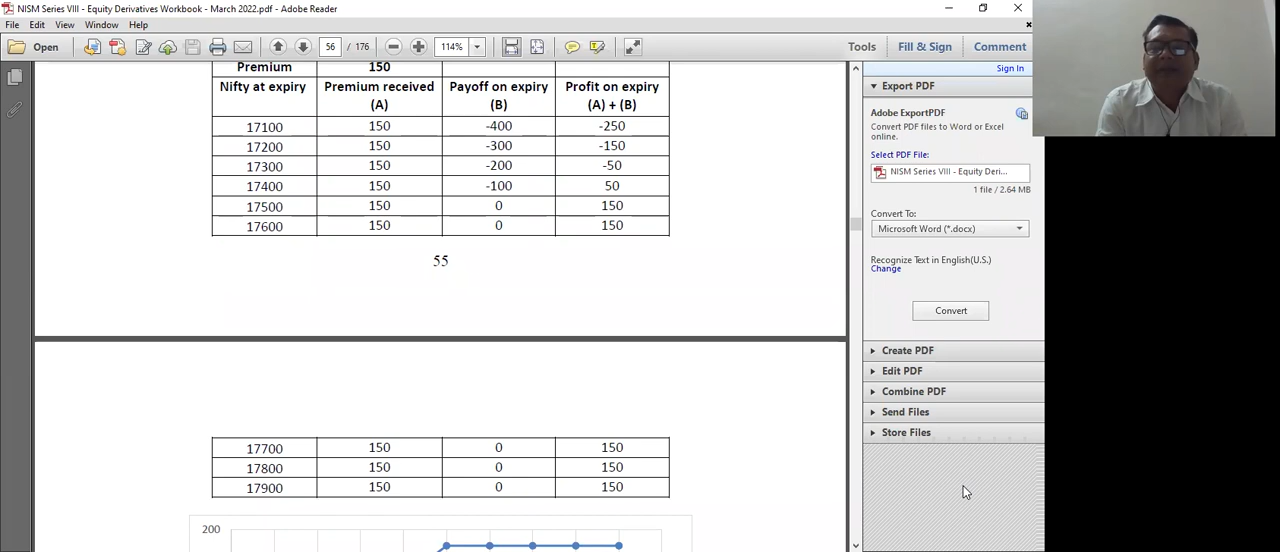 NISM Series VIII - Equity Derivatives Workbook - March 2022.pdf - Adobe Reader
File Edit View Window Help
Open 56 / 176 114% Tools Fill & Sign Comment
Sign In
Premium 150
Nifty at expiry Premium received (A) Payoff on expiry (B) Profit on expiry (A) + (B)
17100 150 -400 -250
17200 150 -300 -150
17300 150 -200 -50
17400 150 -100 50
17500 150 0 150
17600 150 0 150
55
17700 150 0 150
17800 150 0 150
17900 150 0 150
200
Export PDF
Adobe ExportPDF
Convert PDF files to Word or Excel
online.
Select PDF File:
NISM Series VIII - Equity Deri...
1 file / 2.64 MB
Convert To:
Microsoft Word (*.docx)
Recognize Text in English(U.S.)
Change
Convert
Create PDF
Edit PDF
Combine PDF
Send Files
Store Files